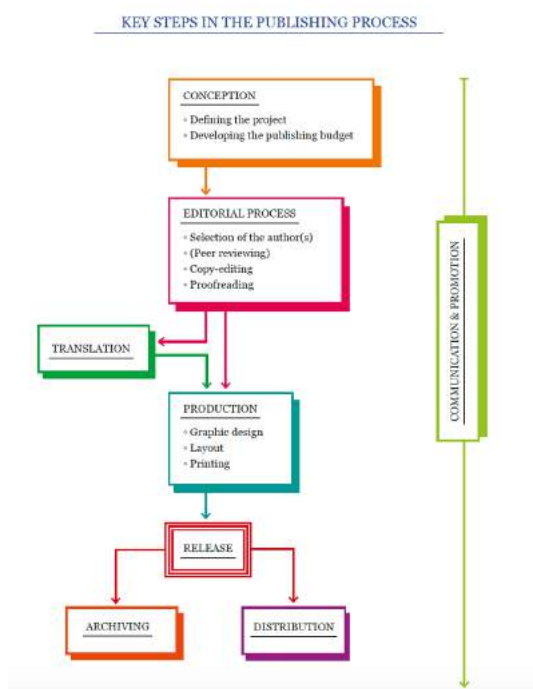 KEY STEPS IN THE PUBLISHING PROCESS
CONCEPTION
• Defining the project
• Developing the publishing budget
EDITORIAL PROCESS
• Selection of the author(s)
• (Peer reviewing)
• Copy-editing
• Proofreading
TRANSLATION
PRODUCTION
• Graphic design
• Layout
• Printing
RELEASE
ARCHIVING
DISTRIBUTION
COMMUNICATION & PROMOTION